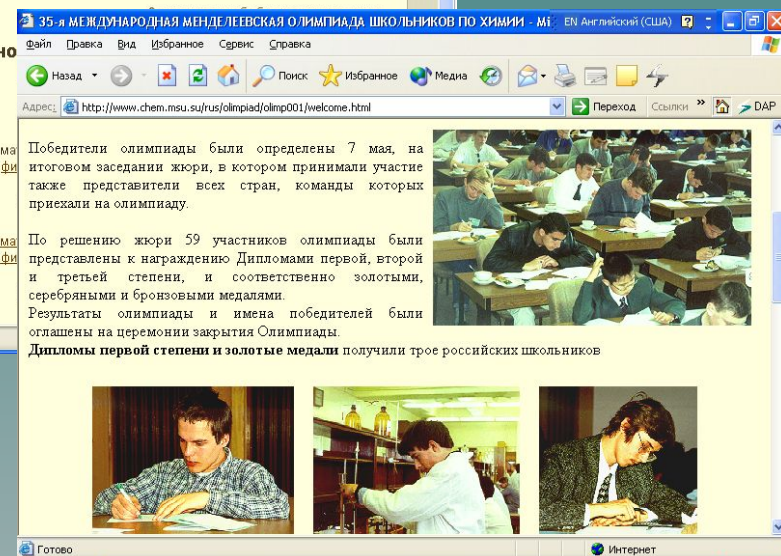 35-я МЕЖДУНАРОДНАЯ МЕНДЕЛЕЕВСКАЯ ОЛИМПИАДА ШКОЛЬНИКОВ ПО ХИМИИ - Mi
EN Английский (США)
Файл Правка Вид Избранное Сервис Справка
Назад Поиск Избранное Медиа
Адрес: http://www.chem.msu.su/rus/olimpiad/olimp001/welcome.html Переход Ссылки » DAP
Победители олимпиады были определены 7 мая, на
итоговом заседании жюри, в котором принимали участие
также представители всех стран, команды которых
приехали на олимпиаду.
По решению жюри 59 участников олимпиады были
представлены к награждению Дипломами первой, второй
и третьей степени, и соответственно золотыми,
серебряными и бронзовыми медалями.
Результаты олимпиады и имена победителей были
оглашены на церемонии закрытия Олимпиады.
Дипломы первой степени и золотые медали получили трое российских школьников
Готово Интернет